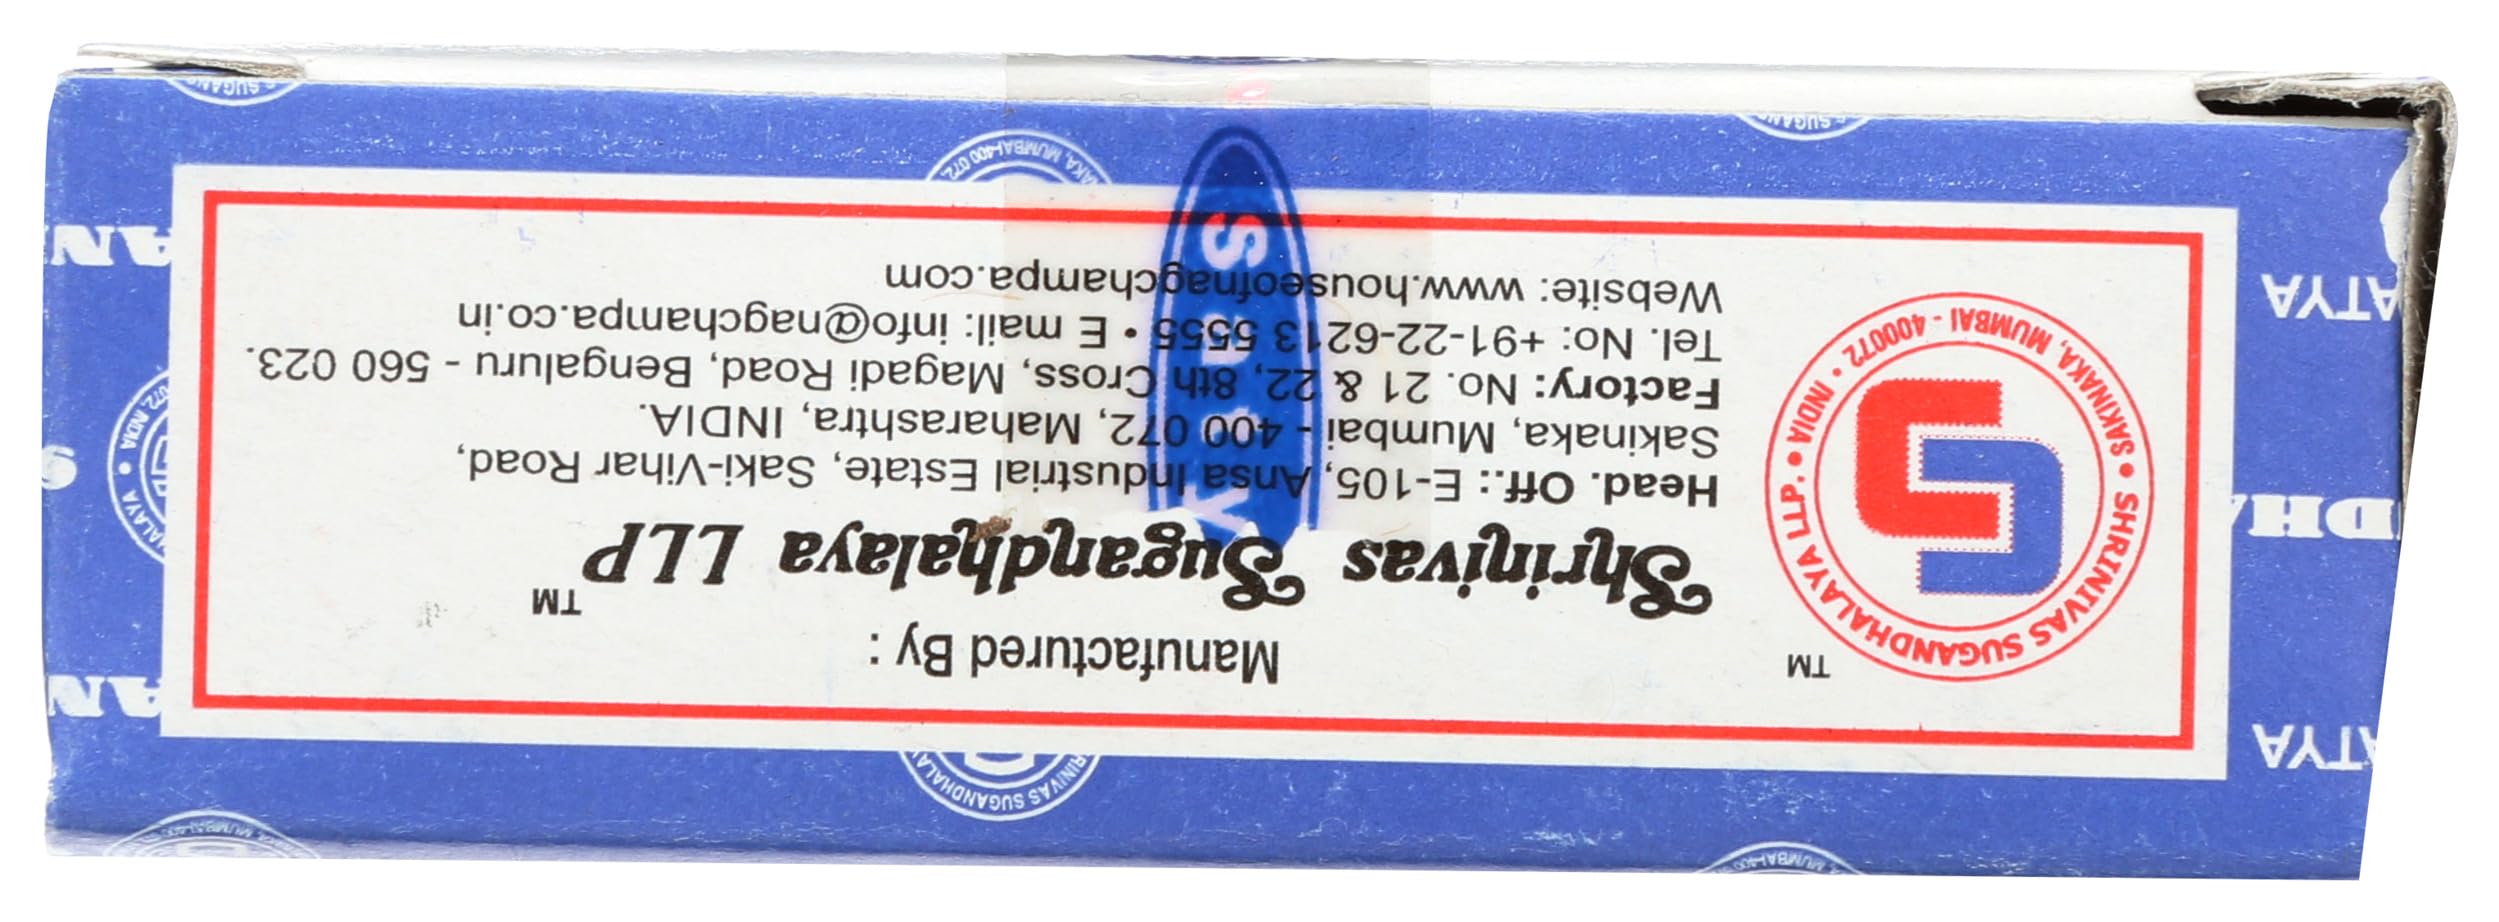 Manufactured By :
Shrinivas Sugandhalaya LLP ™
Head. Off.: E-105, Ansa Industrial Estate, Saki-Vihar Road,
Sakinaka, Mumbai - 400 072, Maharashtra, INDIA.
Factory: No. 21 & 22, 8th Cross, Magadi Road, Bengaluru - 560 023.
Tel. No: +91-22-6213 5555 • E mail: info@nagchampa.co.in
Website: www.houseofnagchampa.com
TM
• SHRINIVAS SUGANDHALAYA LLP. •
SAKINAKA, MUMBAI - 400072 • INDIA
ATYA
ATYA